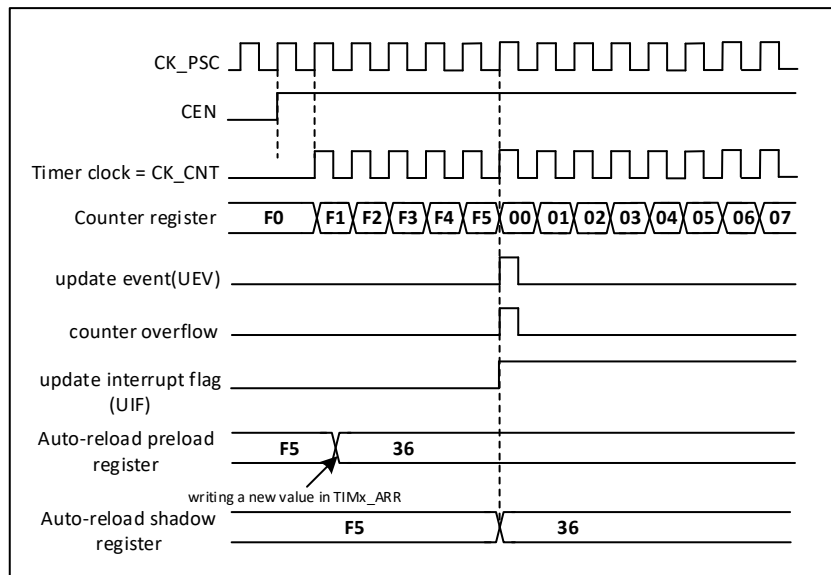 CK_PSC
CEN
Timer clock = CK_CNT
Counter register
F0 F1 F2 F3 F4 F5 00 01 02 03 04 05 06 07
update event(UEV)
counter overflow
update interrupt flag
(UIF)
Auto-reload preload
register
F5 36
writing a new value in TIMx_ARR
Auto-reload shadow
register
F5 36